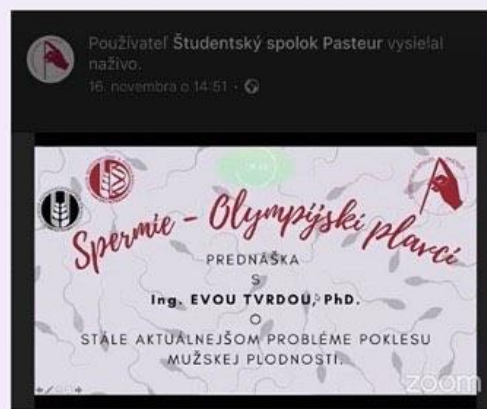 Používateľ Študentský spolok Pasteur vysielal
naživo.
16. novembra o 14:51 ·
Spermie - Olympijskí plavci
PREDNÁŠKA
S
Ing. EVOU TVRDOU, PhD.
O
STÁLE AKTUÁLNEJŠOM PROBLÉME POKLESU
MUŽSKEJ PLODNOSTI.
zoom